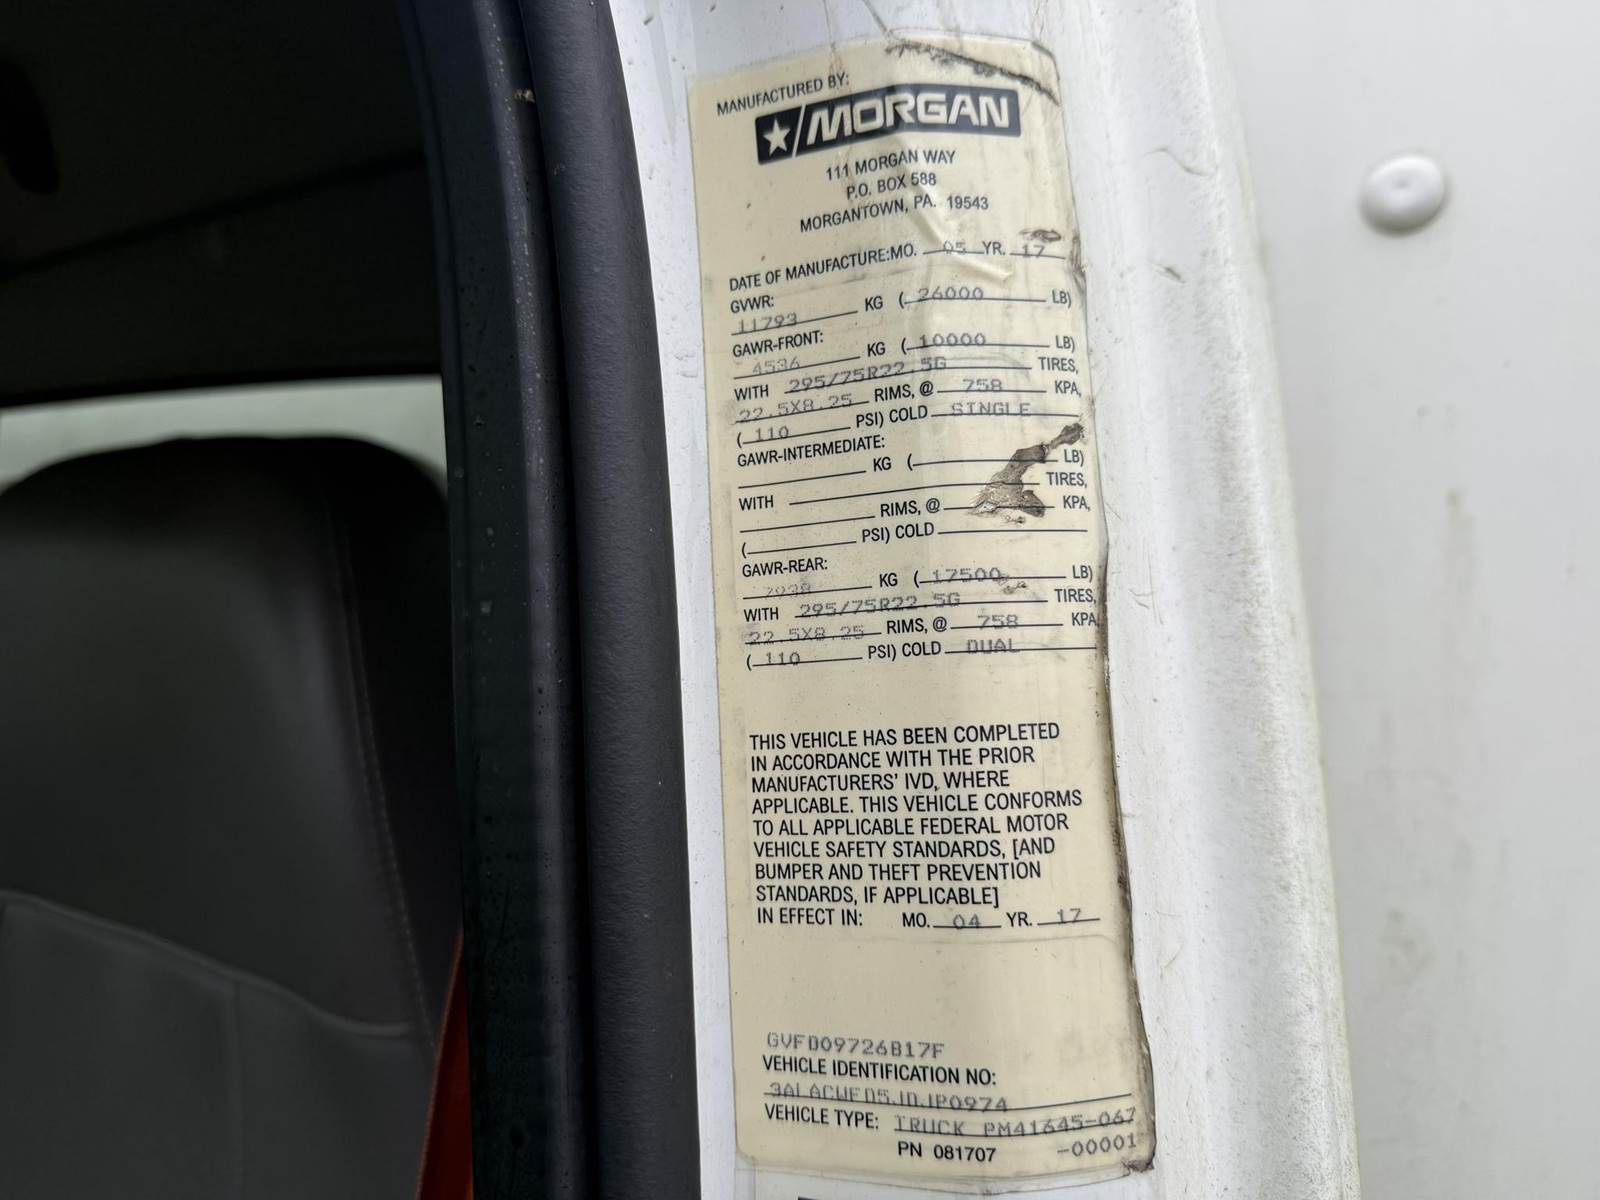 MANUFACTURED BY:
MORGAN
111 MORGAN WAY
P.O. BOX 588
MORGANTOWN, PA. 19543
DATE OF MANUFACTURE:MO. 05 YR. 17
GVWR:
11793 KG ( 26000 LB)
GAWR-FRONT:
4536 KG ( 10000 LB)
WITH 295/75R22.5G TIRES,
22.5X8.25 RIMS, @ 758 KPA,
( 110 PSI) COLD SINGLE
GAWR-INTERMEDIATE:
KG ( LB)
WITH TIRES,
RIMS, @ KPA,
( PSI) COLD
GAWR-REAR:
7938 KG ( 17500 LB)
WITH 295/75R22.5G TIRES,
22.5X8.25 RIMS, @ 758 KPA
( 110 PSI) COLD DUAL
THIS VEHICLE HAS BEEN COMPLETED
IN ACCORDANCE WITH THE PRIOR
MANUFACTURERS' IVD, WHERE
APPLICABLE. THIS VEHICLE CONFORMS
TO ALL APPLICABLE FEDERAL MOTOR
VEHICLE SAFETY STANDARDS, [AND
BUMPER AND THEFT PREVENTION
STANDARDS, IF APPLICABLE]
IN EFFECT IN: MO. 04 YR. 17
GVFD09726B17F
VEHICLE IDENTIFICATION NO:
VEHICLE TYPE: TRUCK PM41645-067
PN 081707 -00001